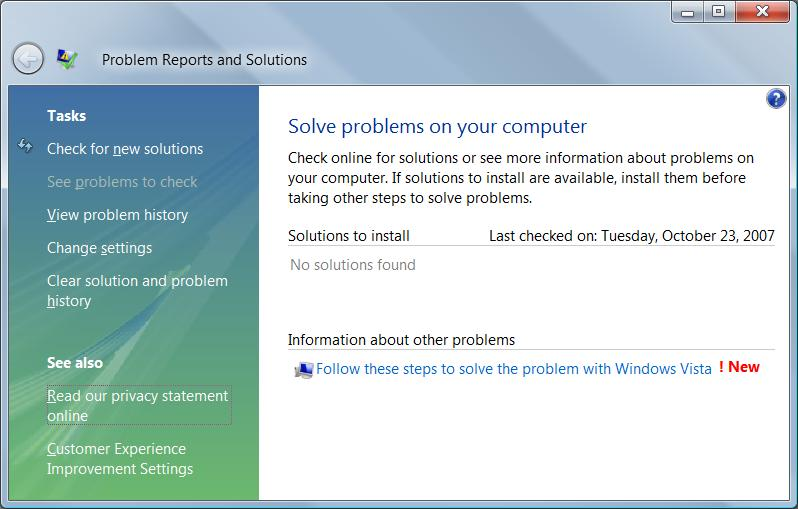 Problem Reports and Solutions
Tasks
Check for new solutions
See problems to check
View problem history
Change settings
Clear solution and problem
history
See also
Read our privacy statement
online
Customer Experience
Improvement Settings
?
Solve problems on your computer
Check online for solutions or see more information about problems on
your computer. If solutions to install are available, install them before
taking other steps to solve problems.
Solutions to install Last checked on: Tuesday, October 23, 2007
No solutions found
Information about other problems
Follow these steps to solve the problem with Windows Vista ! New